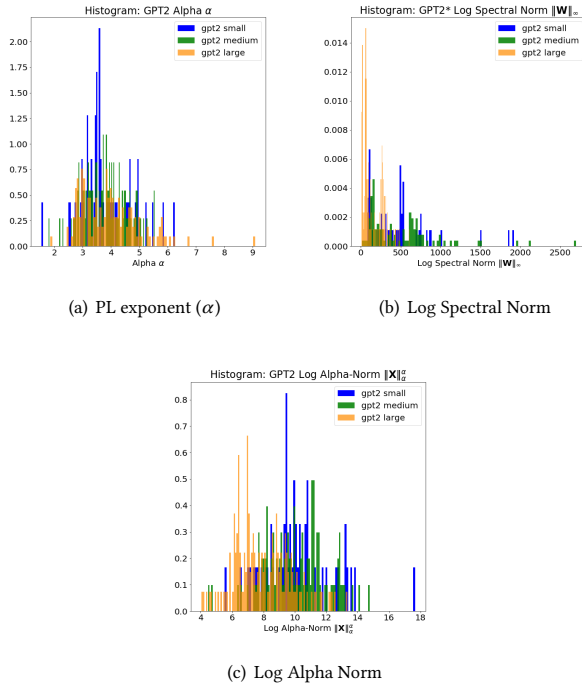 Histogram: GPT2 Alpha α
gpt2 small
gpt2 medium
gpt2 large
2.00
1.75
1.50
1.25
1.00
0.75
0.50
0.25
0.00
2 3 4 5 6 7 8 9
Alpha α
(a) PL exponent (α)
Histogram: GPT2* Log Spectral Norm ‖W‖∞
gpt2 small
gpt2 medium
gpt2 large
0.014
0.012
0.010
0.008
0.006
0.004
0.002
0.000
0 500 1000 1500 2000 2500
Log Spectral Norm ‖W‖∞
(b) Log Spectral Norm
Histogram: GPT2 Log Alpha-Norm ‖X‖αα
gpt2 small
gpt2 medium
gpt2 large
0.8
0.7
0.6
0.5
0.4
0.3
0.2
0.1
0.0
4 6 8 10 12 14 16 18
Log Alpha-Norm ‖X‖αα
(c) Log Alpha Norm